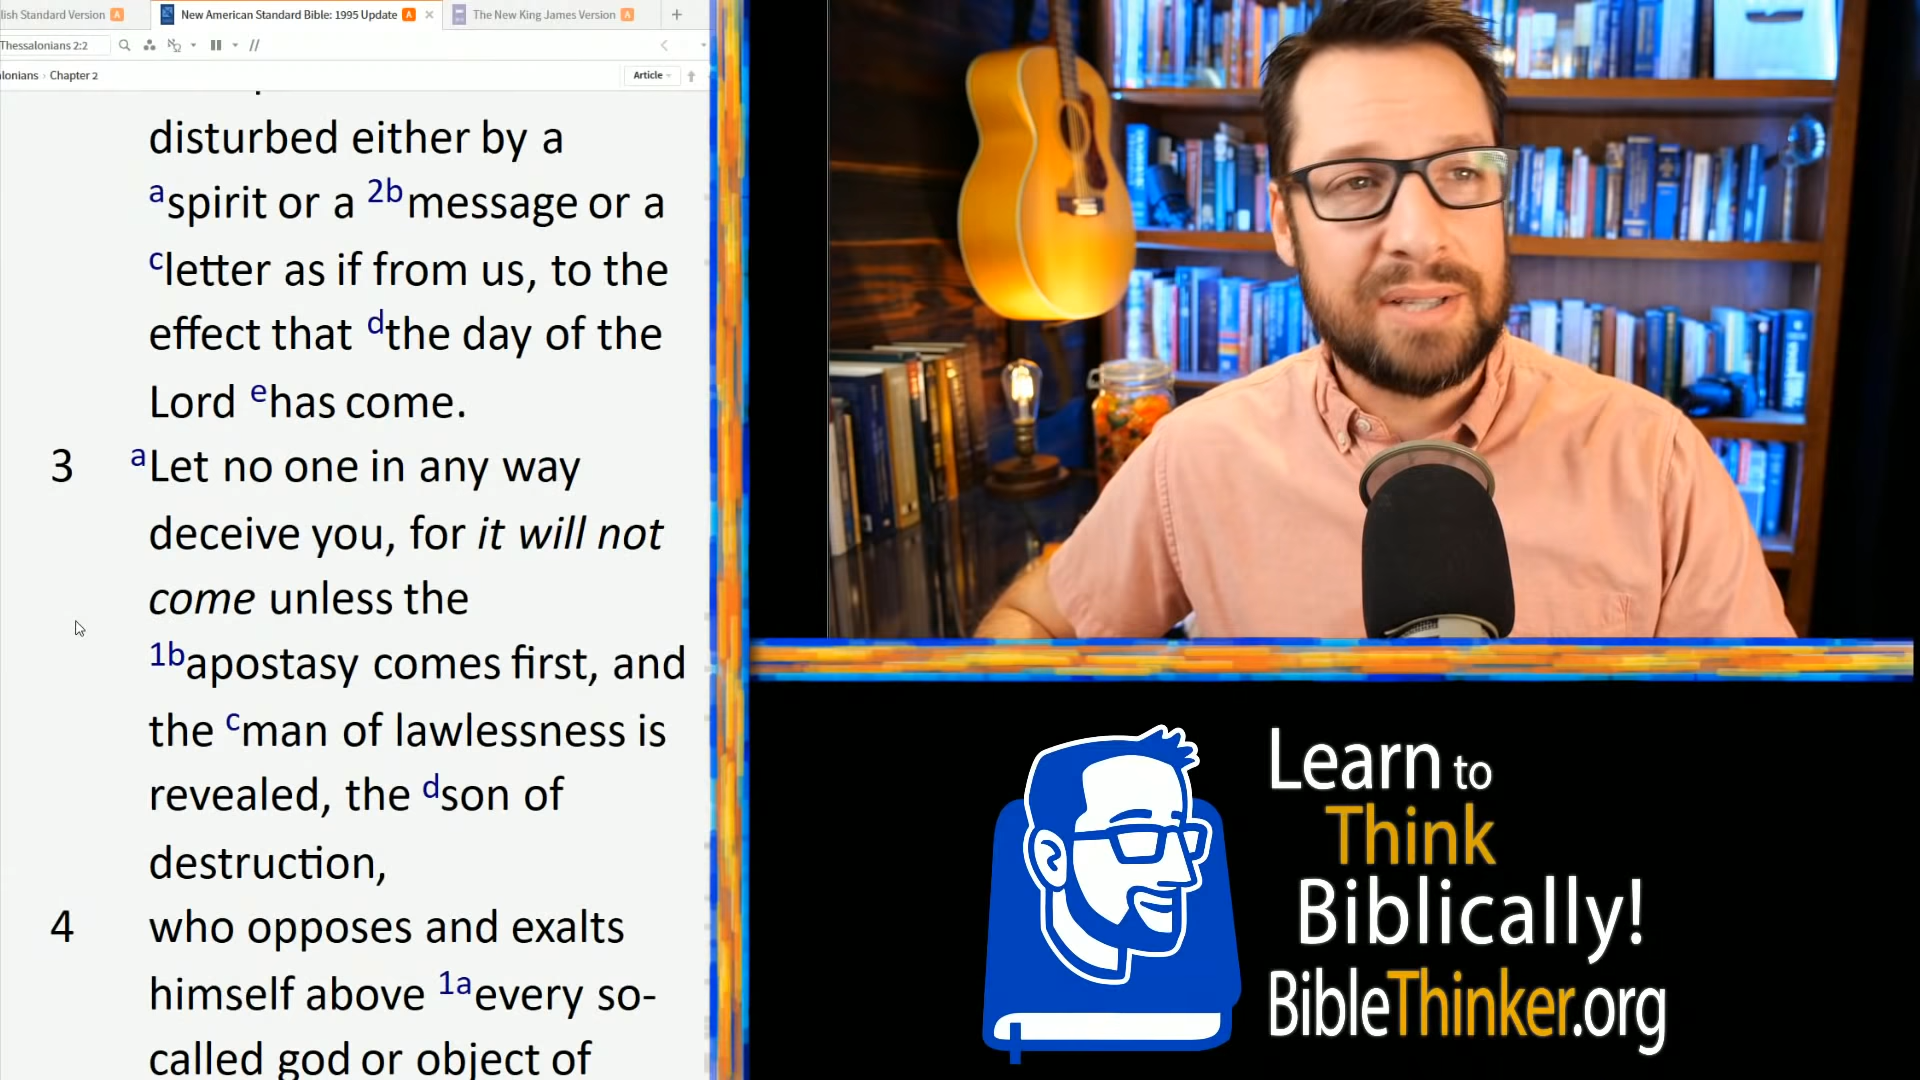 lish Standard Version A
New American Standard Bible: 1995 Update A
The New King James Version A
Thessalonians 2:2
lonians › Chapter 2
Article
disturbed either by a
aspirit or a 2bmessage or a
cletter as if from us, to the
effect that dthe day of the
Lord ehas come.
3 aLet no one in any way
deceive you, for it will not
come unless the
1bapostasy comes first, and
the cman of lawlessness is
revealed, the dson of
destruction,
4 who opposes and exalts
himself above 1aevery so-
called god or object of
Learn to
Think
Biblically!
BibleThinker.org